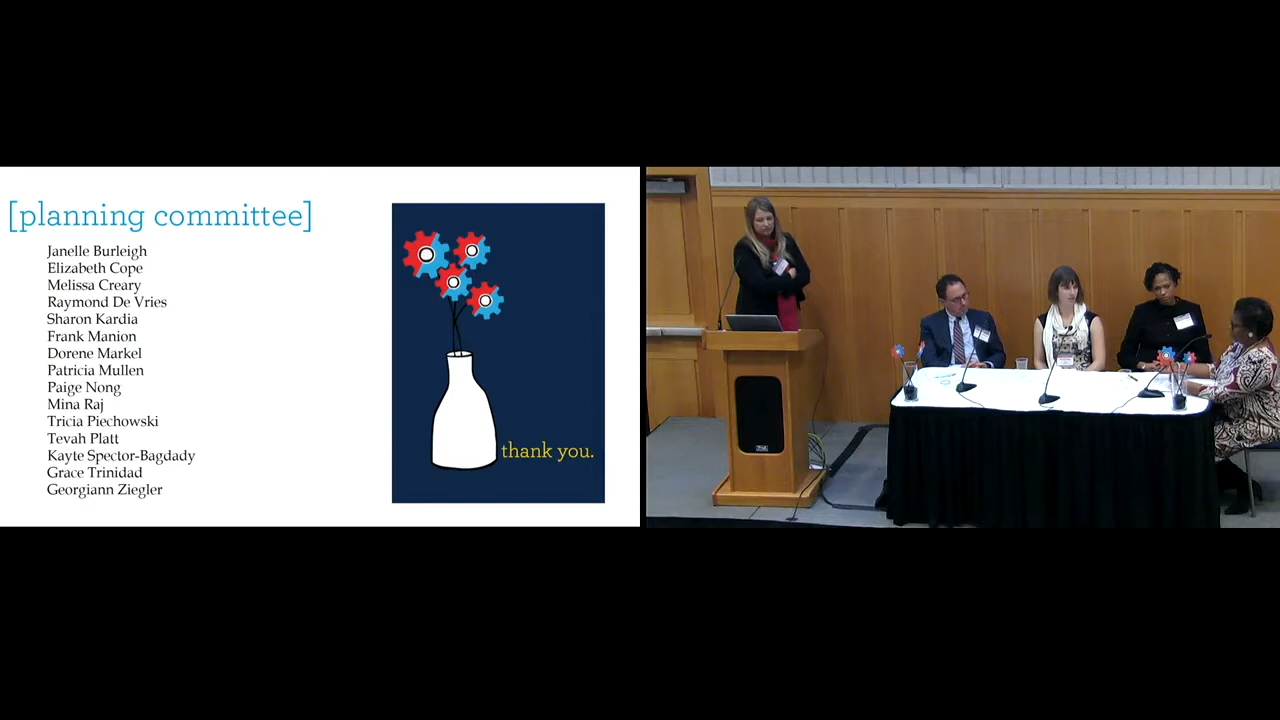 [planning committee]
Janelle Burleigh
Elizabeth Cope
Melissa Creary
Raymond De Vries
Sharon Kardia
Frank Manion
Dorene Markel
Patricia Mullen
Paige Nong
Mina Raj
Tricia Piechowski
Tevah Platt
Kayte Spector-Bagdady
Grace Trinidad
Georgiann Ziegler
thank you.